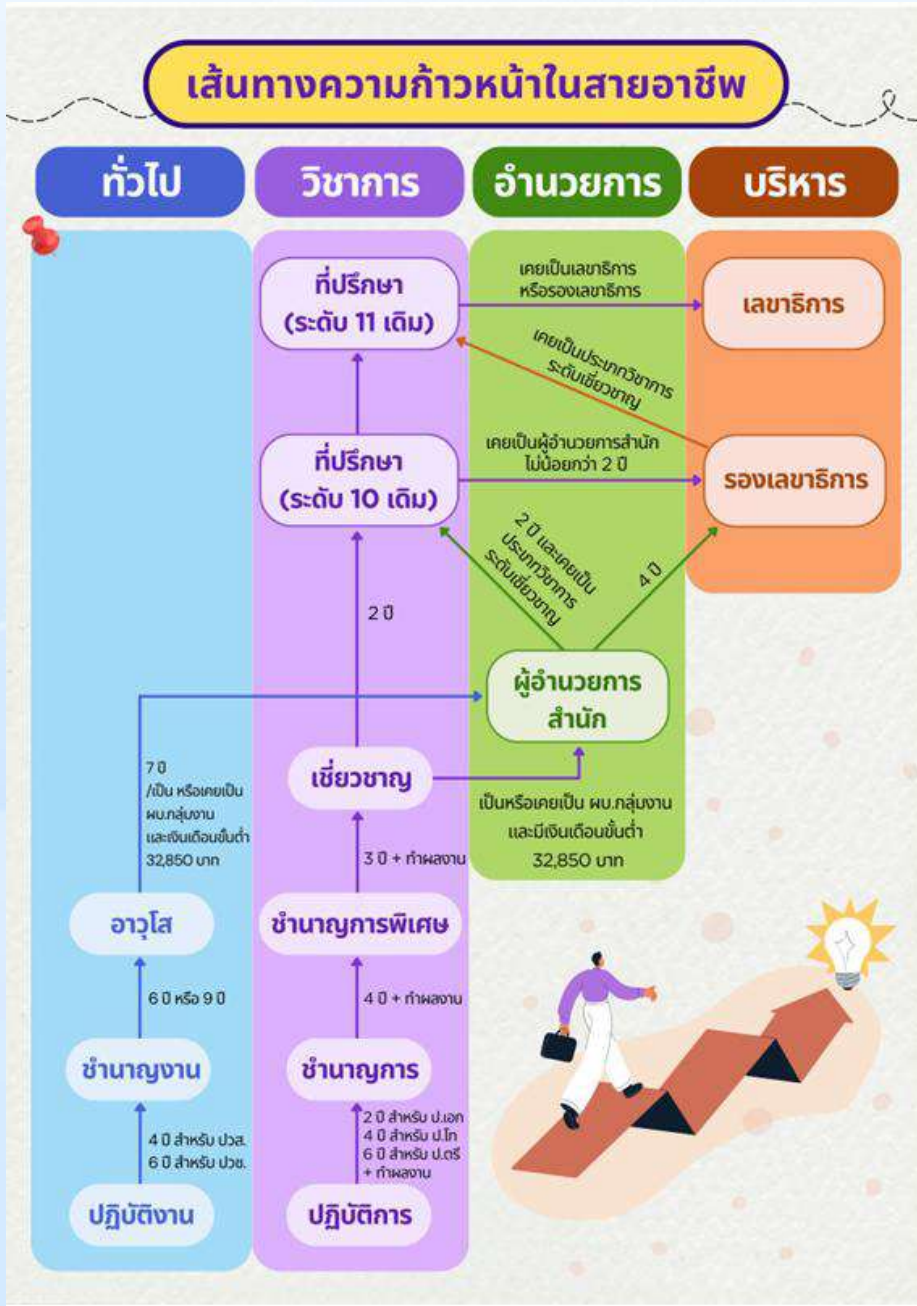 เส้นทางความก้าวหน้าในสายอาชีพ
ทั่วไป
วิชาการ
อำนวยการ
บริหาร
ที่ปรึกษา
(ระดับ 11 เดิม)
เคยเป็นเลขาธิการ
หรือรองเลขาธิการ
เลขาธิการ
เคยเป็นประเภทวิชาการ
ระดับเชี่ยวชาญ
ที่ปรึกษา
(ระดับ 10 เดิม)
เคยเป็นผู้อำนวยการสำนัก
ไม่น้อยกว่า 2 ปี
รองเลขาธิการ
2 ปี และเคยเป็น
ประเภทวิชาการ
ระดับเชี่ยวชาญ
4 ปี
2 ปี
ผู้อำนวยการ
สำนัก
7 ปี
/เป็น หรือเคยเป็น
ผบ.กลุ่มงาน
และเงินเดือนขั้นต่ำ
32,850 บาท
เชี่ยวชาญ
เป็นหรือเคยเป็น ผบ.กลุ่มงาน
และมีเงินเดือนขั้นต่ำ
32,850 บาท
3 ปี + ทำผลงาน
อาวุโส
ชำนาญการพิเศษ
6 ปี หรือ 9 ปี
4 ปี + ทำผลงาน
ชำนาญงาน
ชำนาญการ
4 ปี สำหรับ ปวส.
6 ปี สำหรับ ปวช.
2 ปี สำหรับ ป.เอก
4 ปี สำหรับ ป.โท
6 ปี สำหรับ ป.ตรี
+ ทำผลงาน
ปฏิบัติงาน
ปฏิบัติการ